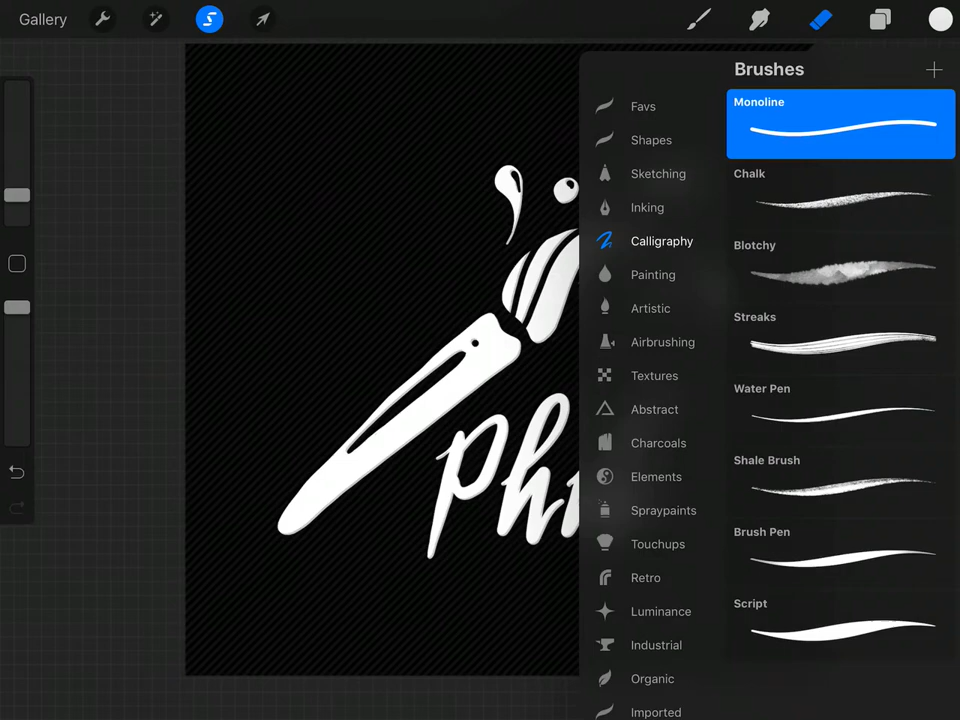 Gallery
Brushes
Favs
Shapes
Sketching
Inking
Calligraphy
Painting
Artistic
Airbrushing
Textures
Abstract
Charcoals
Elements
Spraypaints
Touchups
Retro
Luminance
Industrial
Organic
Imported
Monoline
Chalk
Blotchy
Streaks
Water Pen
Shale Brush
Brush Pen
Script